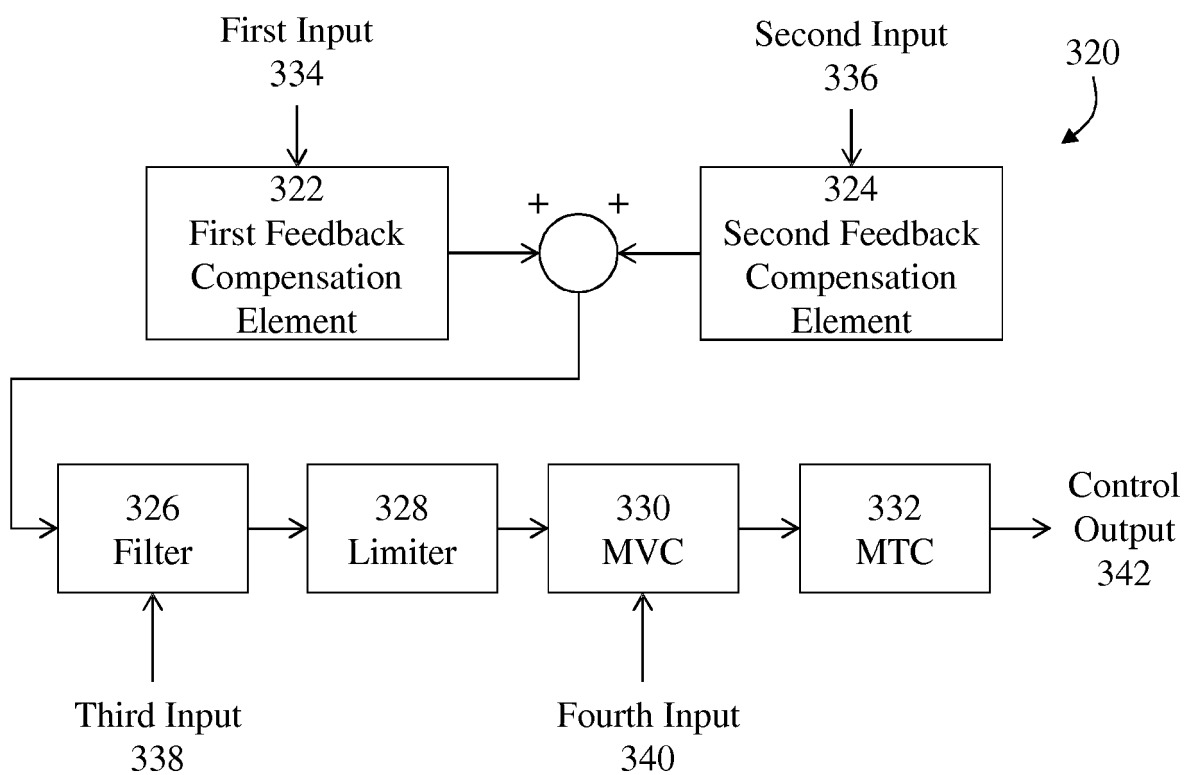 First Input
334
Second Input
336
320
322
First Feedback
Compensation
Element
+
+
324
Second Feedback
Compensation
Element
326
Filter
328
Limiter
330
MVC
332
MTC
Control
Output
342
Third Input
338
Fourth Input
340